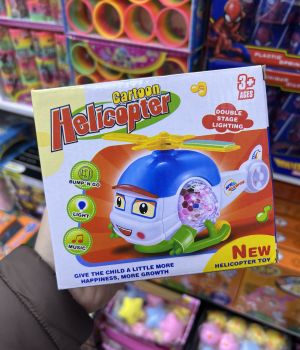 Cartoon
Helicopter
3+
AGES
DOUBLE
STAGE
LIGHTING
BUMP'N GO
LIGHT
MUSIC
NEW
HELICOPTER TOY
GIVE THE CHILD A LITTLE MORE
HAPPINESS, MORE GROWTH